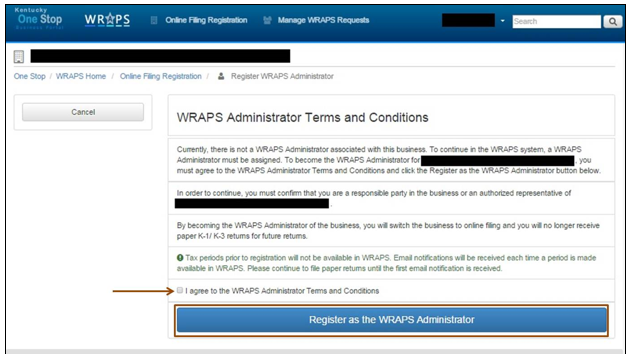 Kentucky
One Stop
Business Portal
WRAPS
Online Filing Registration
Manage WRAPS Requests
Search
One Stop / WRAPS Home / Online Filing Registration / Register WRAPS Administrator
Cancel
WRAPS Administrator Terms and Conditions
Currently, there is not a WRAPS Administrator associated with this business. To continue in the WRAPS system, a WRAPS
Administrator must be assigned. To become the WRAPS Administrator for , you
must agree to the WRAPS Administrator Terms and Conditions and click the Register as the WRAPS Administrator button below.
In order to continue, you must confirm that you are a responsible party in the business or an authorized representative of
.
By becoming the WRAPS Administrator of the business, you will switch the business to online filing and you will no longer receive
paper K-1/ K-3 returns for future returns.
Tax periods prior to registration will not be available in WRAPS. Email notifications will be received each time a period is made
available in WRAPS. Please continue to file paper returns until the first email notification is received.
I agree to the WRAPS Administrator Terms and Conditions
Register as the WRAPS Administrator